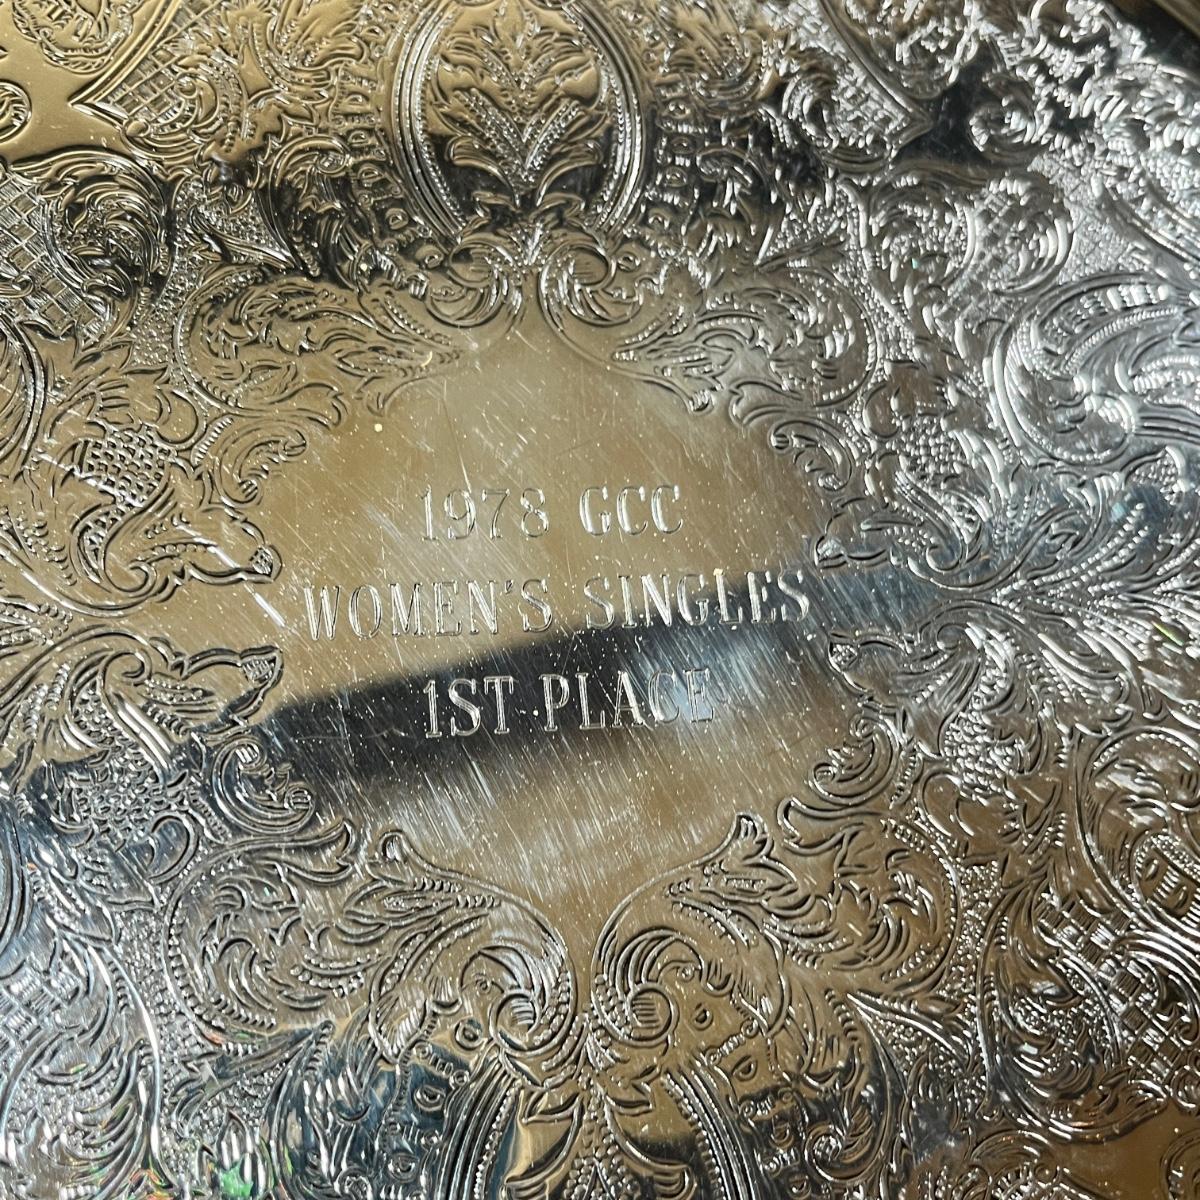 1978 GCC
WOMEN'S SINGLES
1ST PLACE